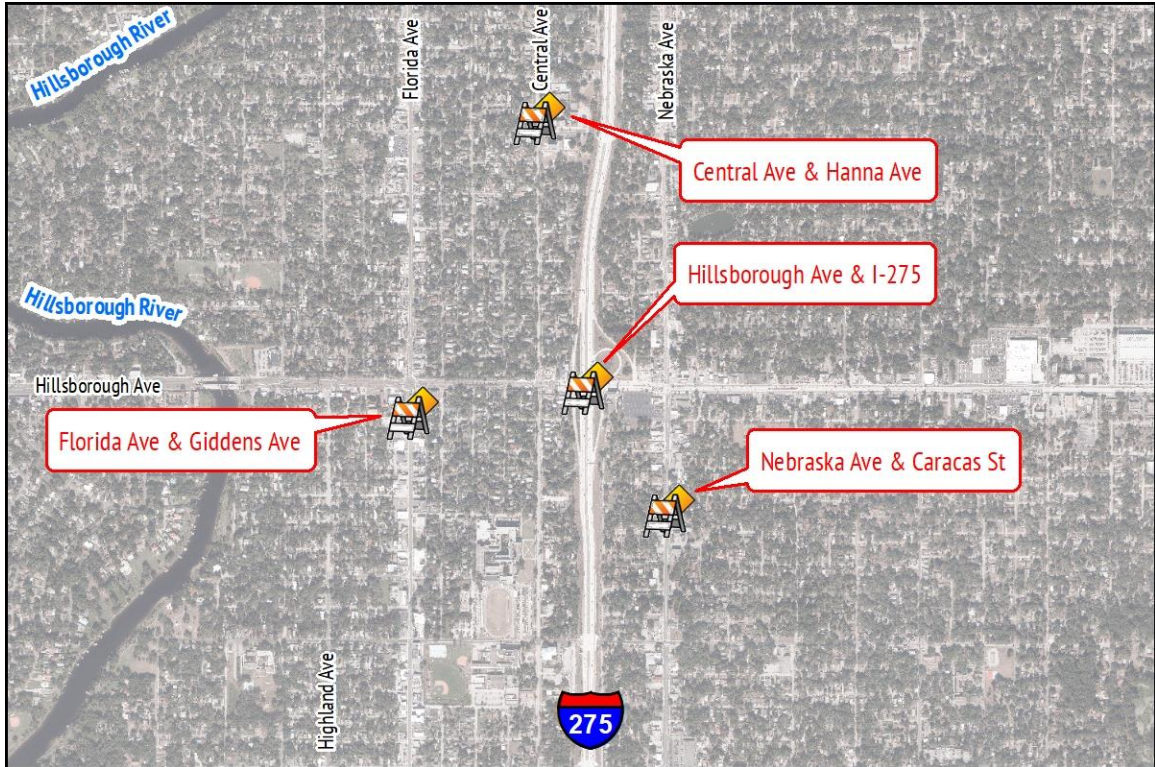 Hillsborough River
Florida Ave
Central Ave
Nebraska Ave
Central Ave & Hanna Ave
Hillsborough Ave & I-275
Hillsborough River
Hillsborough Ave
Florida Ave & Giddens Ave
Nebraska Ave & Caracas St
Highland Ave
275